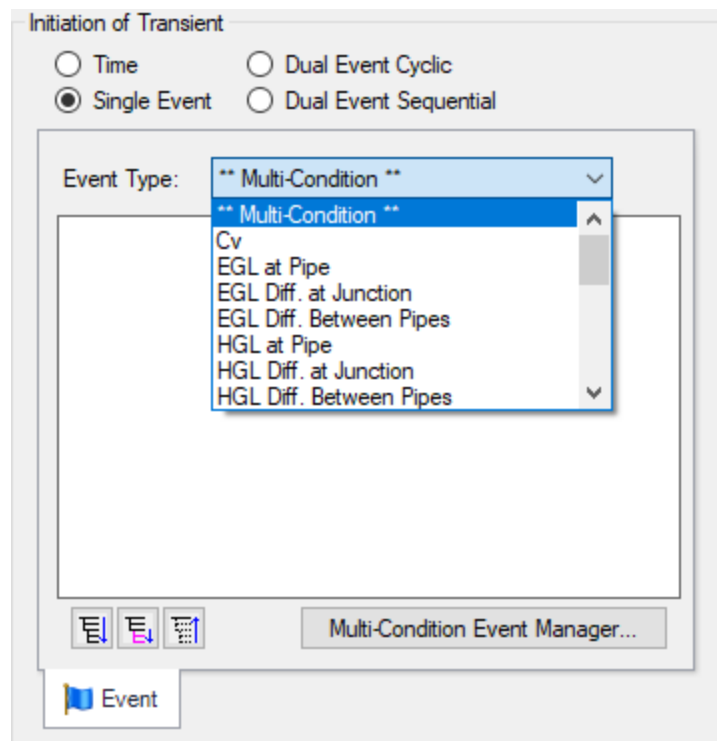 Initiation of Transient
Time
Dual Event Cyclic
Single Event
Dual Event Sequential
Event Type:
** Multi-Condition **
** Multi-Condition **
Cv
EGL at Pipe
EGL Diff. at Junction
EGL Diff. Between Pipes
HGL at Pipe
HGL Diff. at Junction
HGL Diff. Between Pipes
Multi-Condition Event Manager...
Event